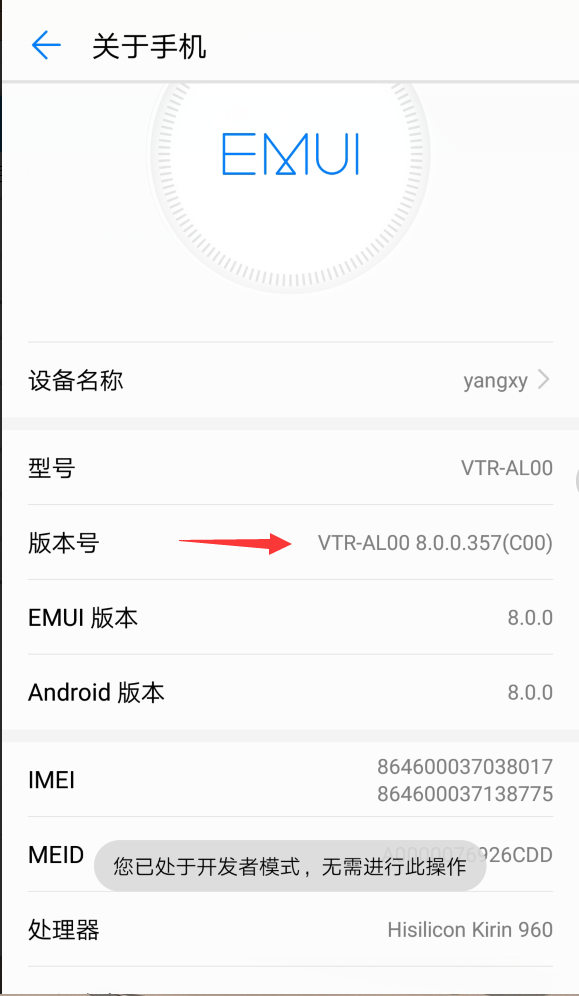 关于手机
EMUI
设备名称 yangxy
型号 VTR-AL00
版本号 VTR-AL00 8.0.0.357(C00)
EMUI 版本 8.0.0
Android 版本 8.0.0
IMEI 864600037038017
864600037138775
MEID 926CDD
您已处于开发者模式，无需进行此操作
处理器 Hisilicon Kirin 960